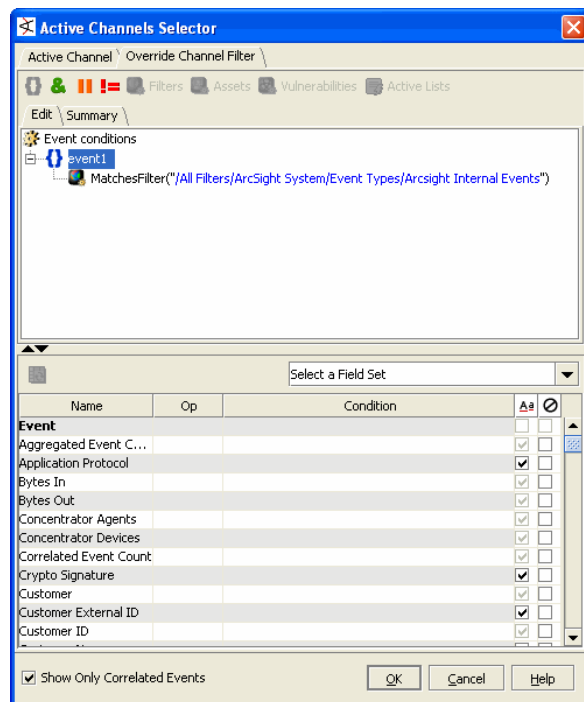 Active Channels Selector
Active Channel Override Channel Filter
& != Filters Assets Vulnerabilities Active Lists
Edit Summary
Event conditions
{} event1
MatchesFilter("/All Filters/ArcSight System/Event Types/Arcsight Internal Events")
Select a Field Set
Name Op Condition Aa
Event
Aggregated Event C...
Application Protocol
Bytes In
Bytes Out
Concentrator Agents
Concentrator Devices
Correlated Event Count
Crypto Signature
Customer
Customer External ID
Customer ID
Show Only Correlated Events OK Cancel Help